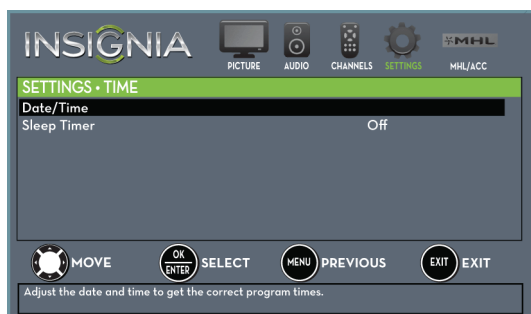 INSIGNIA
PICTURE AUDIO CHANNELS SETTINGS MHL MHL/ACC
SETTINGS • TIME
Date/Time
Sleep Timer Off
MOVE OK ENTER SELECT MENU PREVIOUS EXIT EXIT
Adjust the date and time to get the correct program times.